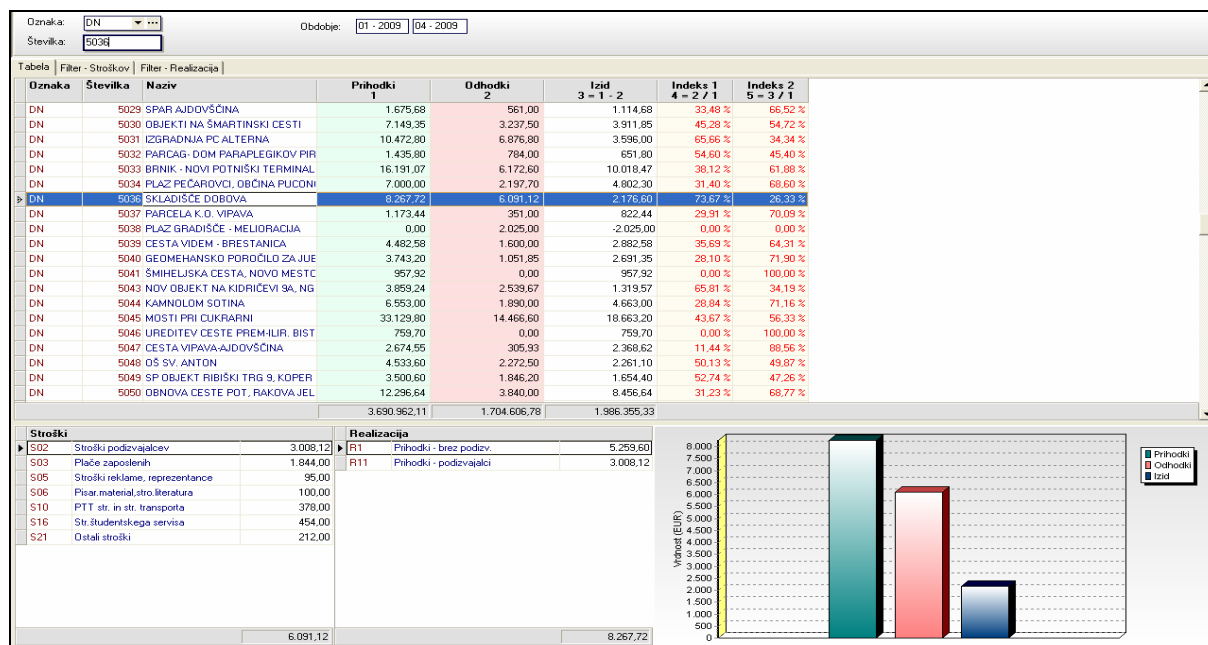 Oznaka: DN Obdobje: 01 - 2009 04 - 2009
Številka: 5036
Tabela Filter - Stroškov Filter - Realizacija
Oznaka Številka Naziv Prihodki Odhodki Izid Indeks 1 Indeks 2
1 2 3 = 1 - 2 4 = 2 / 1 5 = 3 / 1
DN 5029 SPAR AJDOVŠČINA 1.675,68 561,00 1.114,68 33,48 % 66,52 %
DN 5030 OBJEKTI NA ŠMARTINSKI CESTI 7.149,35 3.237,50 3.911,85 45,28 % 54,72 %
DN 5031 IZGRADNJA PC ALTERNA 10.472,80 6.876,80 3.596,00 65,66 % 34,34 %
DN 5032 PARCAG- DOM PARAPLEGIKOV PIR 1.435,80 784,00 651,80 54,60 % 45,40 %
DN 5033 BRNIK - NOVI POTNIŠKI TERMINAL 16.191,07 6.172,60 10.018,47 38,12 % 61,88 %
DN 5034 PLAZ PEČAROVCI, OBČINA PUCON 7.000,00 2.197,70 4.802,30 31,40 % 68,60 %
DN 5036 SKLADIŠČE DOBOVA 8.267,72 6.091,12 2.176,60 73,67 % 26,33 %
DN 5037 PARCELA K.O. VIPAVA 1.173,44 351,00 822,44 29,91 % 70,09 %
DN 5038 PLAZ GRADIŠČE - MELIORACIJA 0,00 2.025,00 -2.025,00 0,00 % 0,00 %
DN 5039 CESTA VIDEM - BRESTANICA 4.482,58 1.600,00 2.882,58 35,69 % 64,31 %
DN 5040 GEOMEHANSKO POROČILO ZA JUE 3.743,20 1.051,85 2.691,35 28,10 % 71,90 %
DN 5041 ŠMIHELJSKA CESTA, NOVO MESTO 957,92 0,00 957,92 0,00 % 100,00 %
DN 5043 NOV OBJEKT NA KIDRIČEVI 9A, NG 3.859,24 2.539,67 1.319,57 65,81 % 34,19 %
DN 5044 KAMNOLOM SOTINA 6.553,00 1.890,00 4.663,00 28,84 % 71,16 %
DN 5045 MOSTI PRI CUKRARNI 33.129,80 14.466,60 18.663,20 43,67 % 56,33 %
DN 5046 UREDITEV CESTE PREM-ILIR. BIST 759,70 0,00 759,70 0,00 % 100,00 %
DN 5047 CESTA VIPAVA-AJDOVŠČINA 2.674,55 305,93 2.368,62 11,44 % 88,56 %
DN 5048 OŠ SV. ANTON 4.533,60 2.272,50 2.261,10 50,13 % 49,87 %
DN 5049 SP OBJEKT RIBIŠKI TRG 9, KOPER 3.500,60 1.846,20 1.654,40 52,74 % 47,26 %
DN 5050 OBNOVA CESTE POT, RAKOVA JEL 12.296,64 3.840,00 8.456,64 31,23 % 68,77 %
3.690.962,11 1.704.606,78 1.986.355,33
Stroški
S02 Stroški podizvajalcev 3.008,12
S03 Plače zaposlenih 1.844,00
S05 Stroški reklame, reprezentance 95,00
S06 Pisar.material,stro.literatura 100,00
S10 PTT str. in str. transporta 378,00
S16 Str.študentskega servisa 454,00
S21 Ostali stroški 212,00
6.091,12
Realizacija
R1 Prihodki - brez podizv. 5.259,60
R11 Prihodki - podizvajalci 3.008,12
8.267,72
Vrednost (EUR)
8.000
7.500
7.000
6.500
6.000
5.500
5.000
4.500
4.000
3.500
3.000
2.500
2.000
1.500
1.000
500
0
Prihodki
Odhodki
Izid